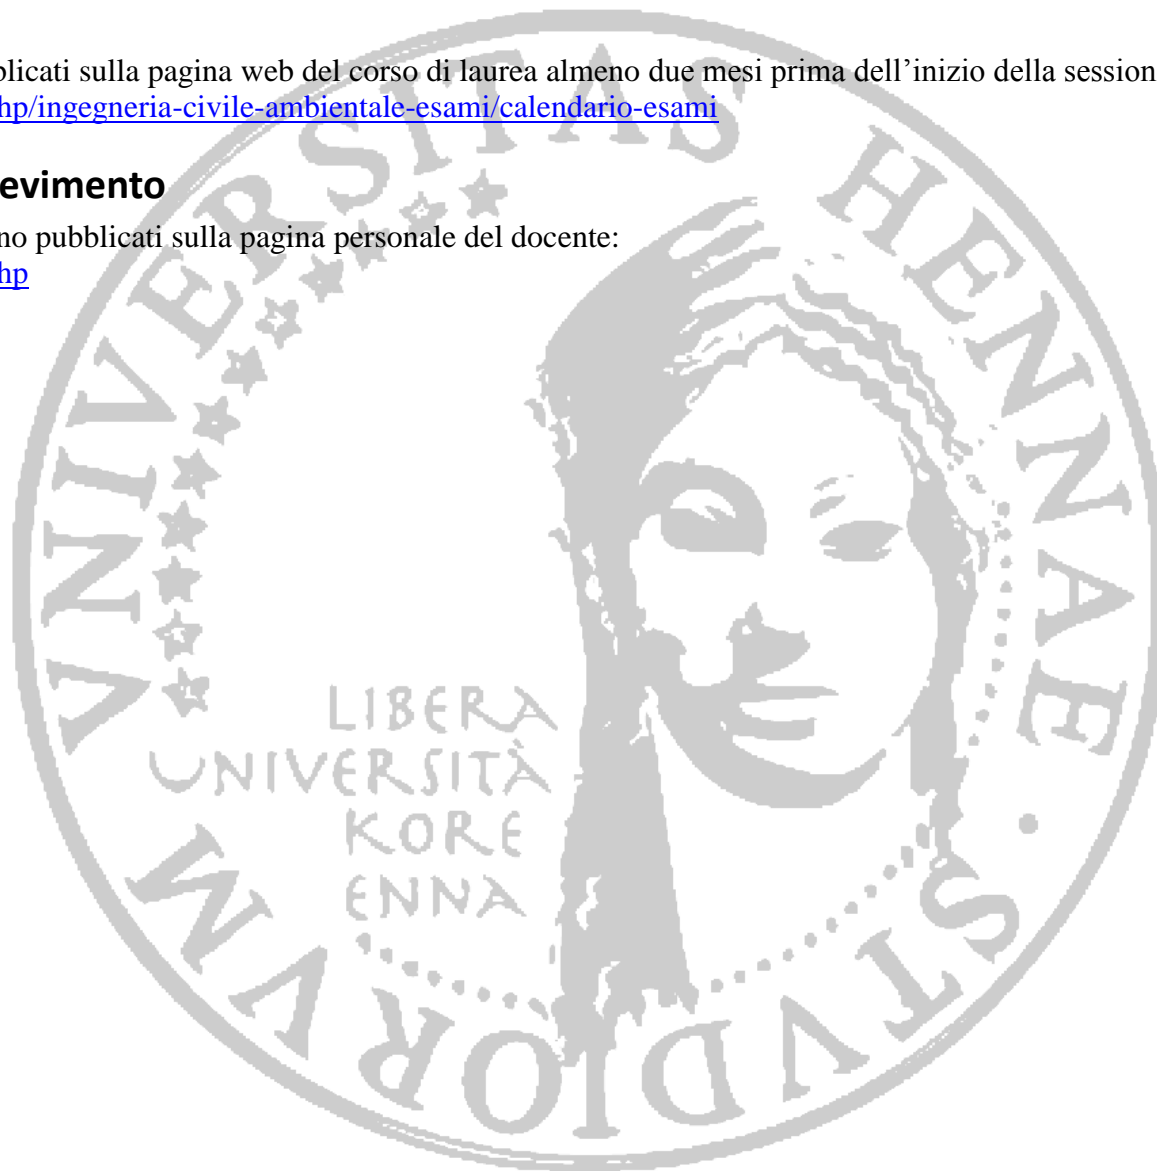 blicati sulla pagina web del corso di laurea almeno due mesi prima dell’inizio della session
hp/ingegneria-civile-ambientale-esami/calendario-esami
evimento
no pubblicati sulla pagina personale del docente:
hp
VNIVERSITAS HENNAE • STVDIORVM
LIBERA
UNIVERSITÀ
KORE
ENNA